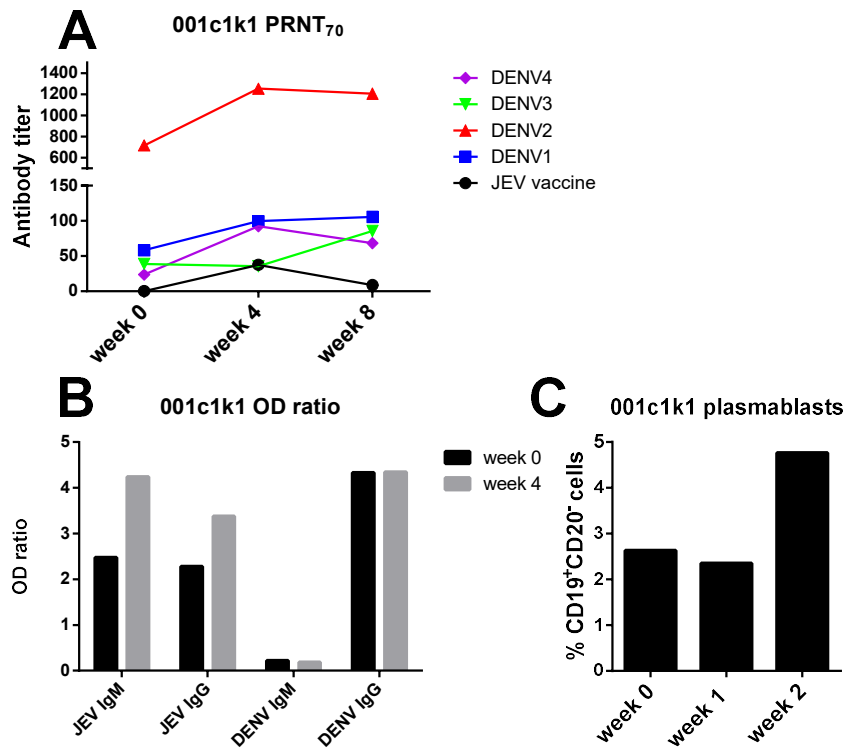 A
001c1k1 PRNT70
Antibody titer
1400
1200
1000
800
600
150
100
50
0
week 0
week 4
week 8
DENV4
DENV3
DENV2
DENV1
JEV vaccine
B
001c1k1 OD ratio
OD ratio
5
4
3
2
1
0
JEV IgM
JEV IgG
DENV IgM
DENV IgG
week 0
week 4
C
001c1k1 plasmablasts
% CD19+CD20- cells
5
4
3
2
1
0
week 0
week 1
week 2